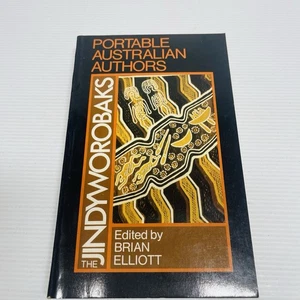 PORTABLE
AUSTRALIAN
AUTHORS
THE JINDYWOROBAKS
Edited by
BRIAN
ELLIOTT